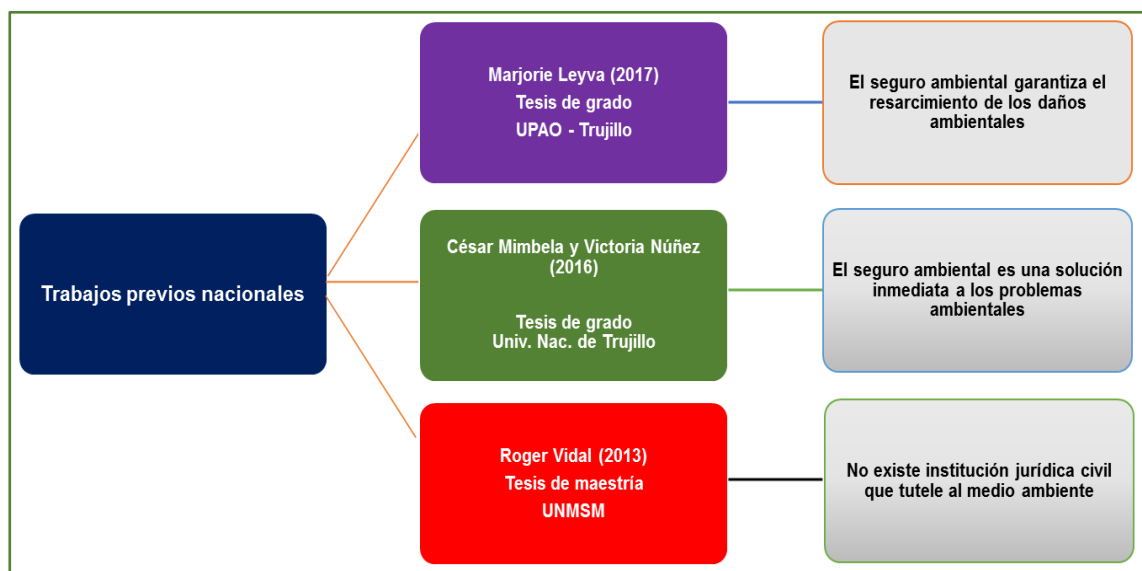 Trabajos previos nacionales
Marjorie Leyva (2017)
Tesis de grado
UPAO - Trujillo
El seguro ambiental garantiza el
resarcimiento de los daños
ambientales
César Mimbela y Victoria Núñez
(2016)
Tesis de grado
Univ. Nac. de Trujillo
El seguro ambiental es una solución
inmediata a los problemas
ambientales
Roger Vidal (2013)
Tesis de maestría
UNMSM
No existe institución jurídica civil
que tutele al medio ambiente